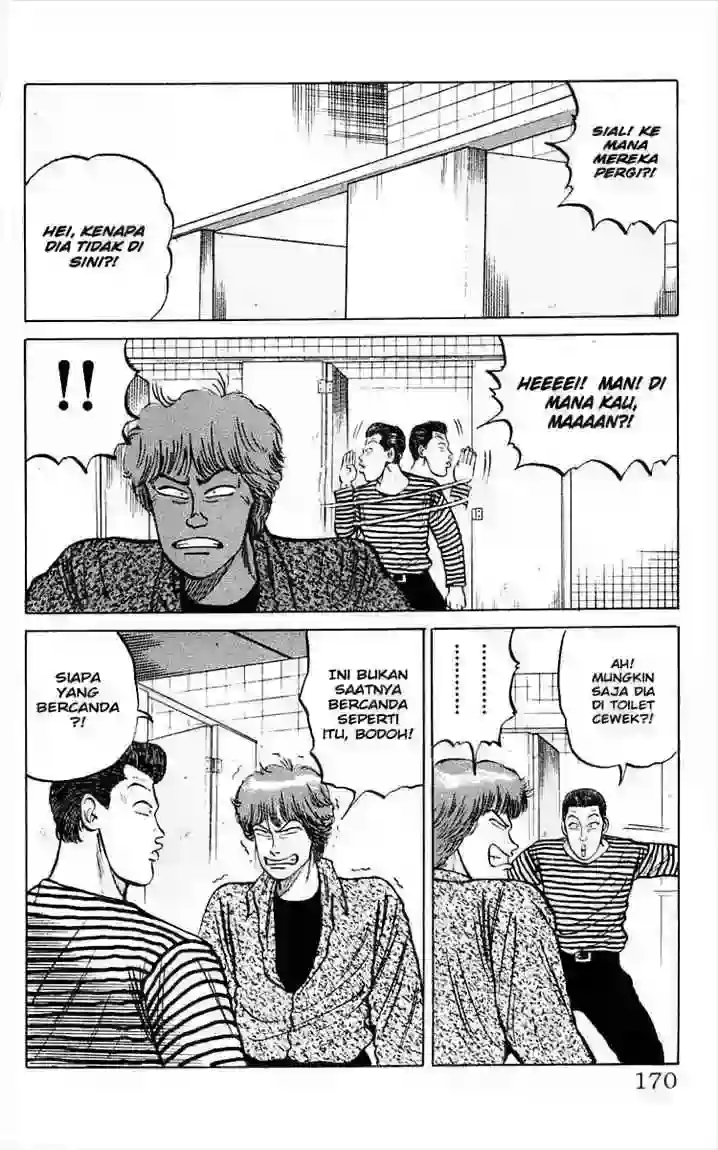 SIAL! KE
MANA
MEREKA
PERGI?!
HEI, KENAPA
DIA TIDAK DI
SINI?!
!!
HEEEEI! MAN! DI
MANA KAU,
MAAAAN?!
AH!
MUNGKIN
SAJA DIA
DI TOILET
CEWEK?!
INI BUKAN
SAATNYA
BERCANDA
SEPERTI
ITU, BODOH!
SIAPA
YANG
BERCANDA
?!
170